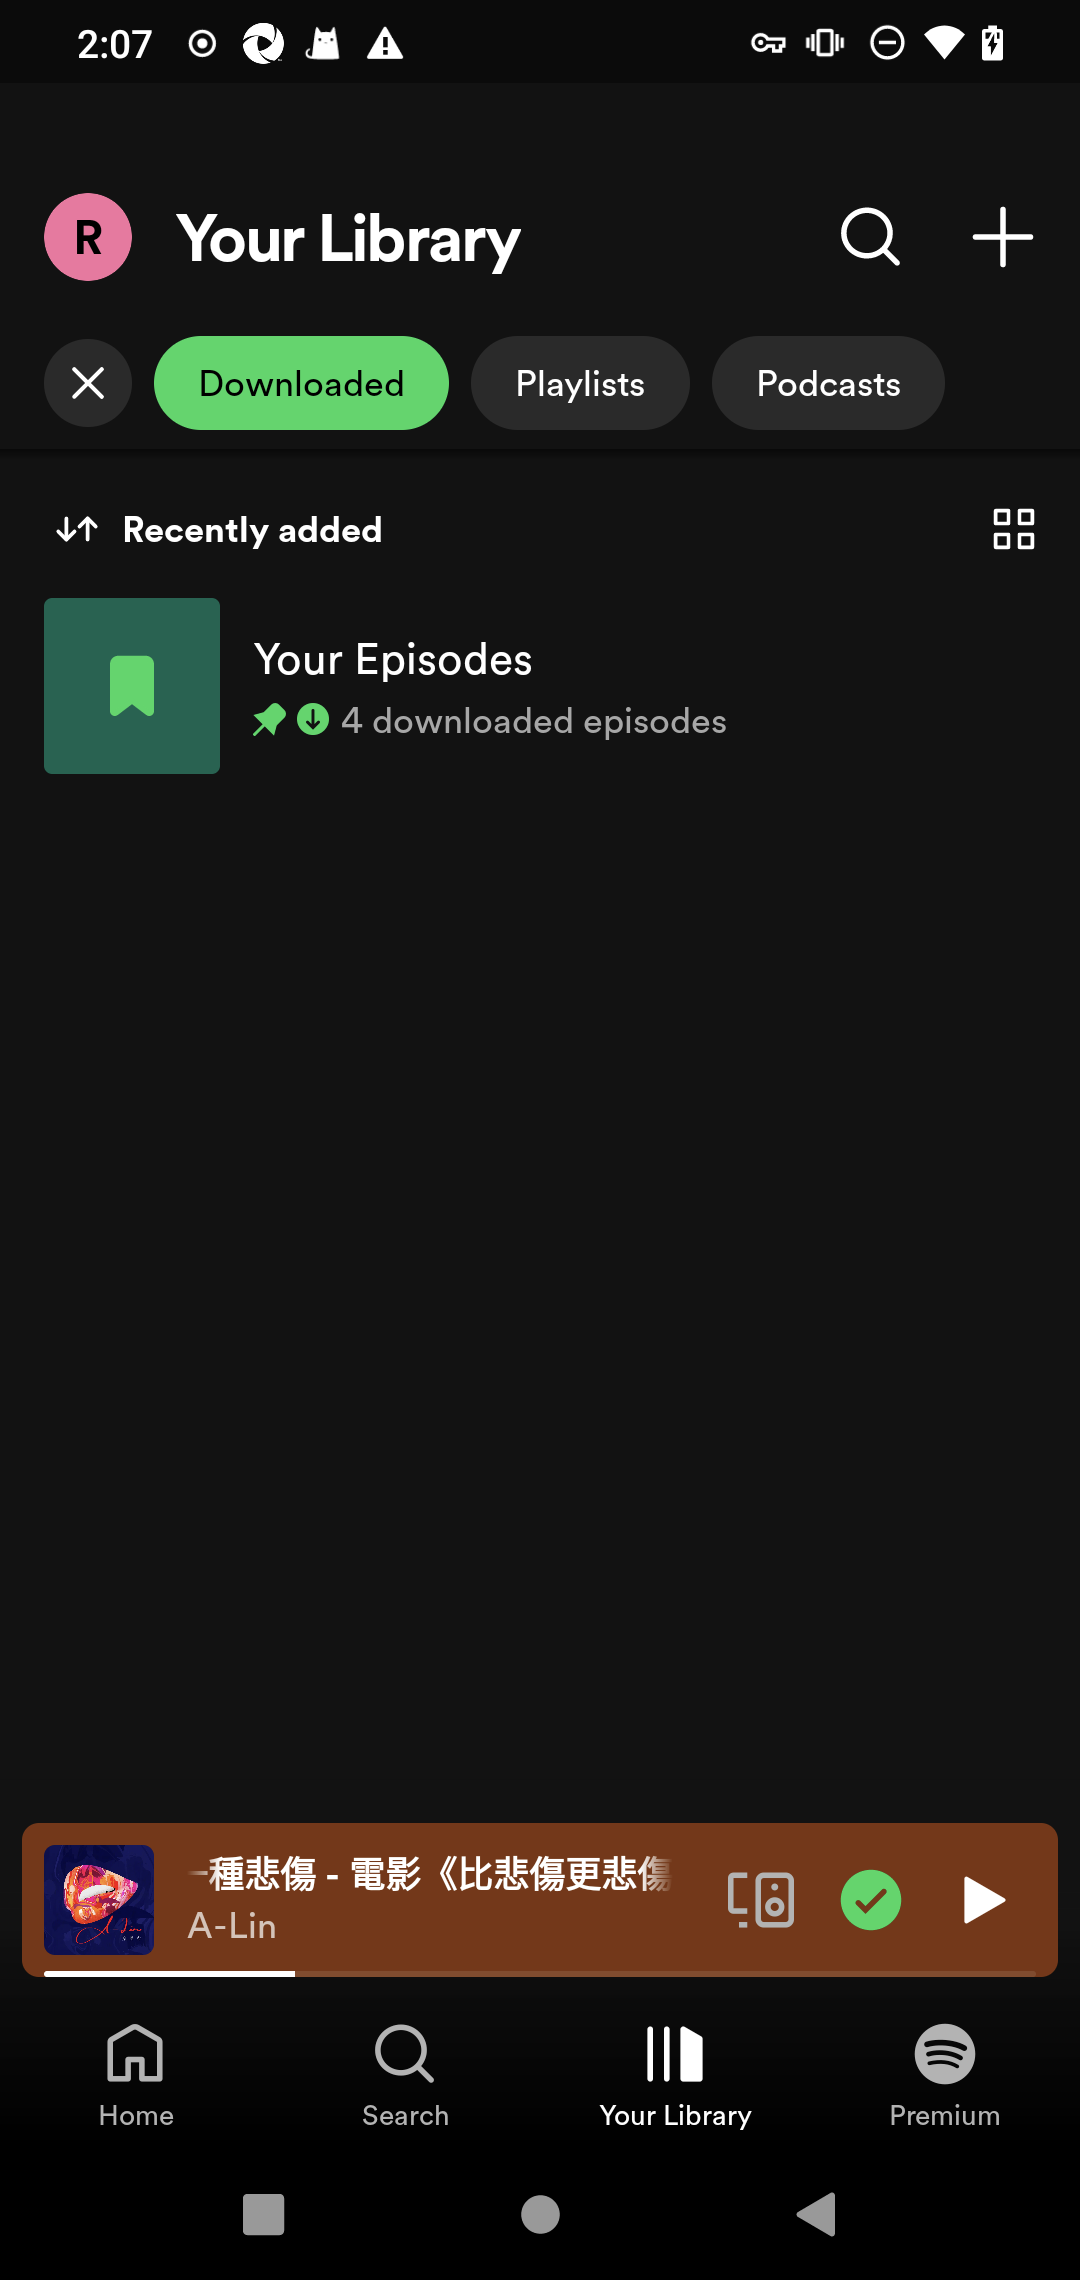 2:07
R
Your Library
Downloaded
Playlists
Podcasts
Recently added
Your Episodes
4 downloaded episodes
一種悲傷 - 電影《比悲傷更悲傷
A-Lin
Home
Search
Your Library
Premium